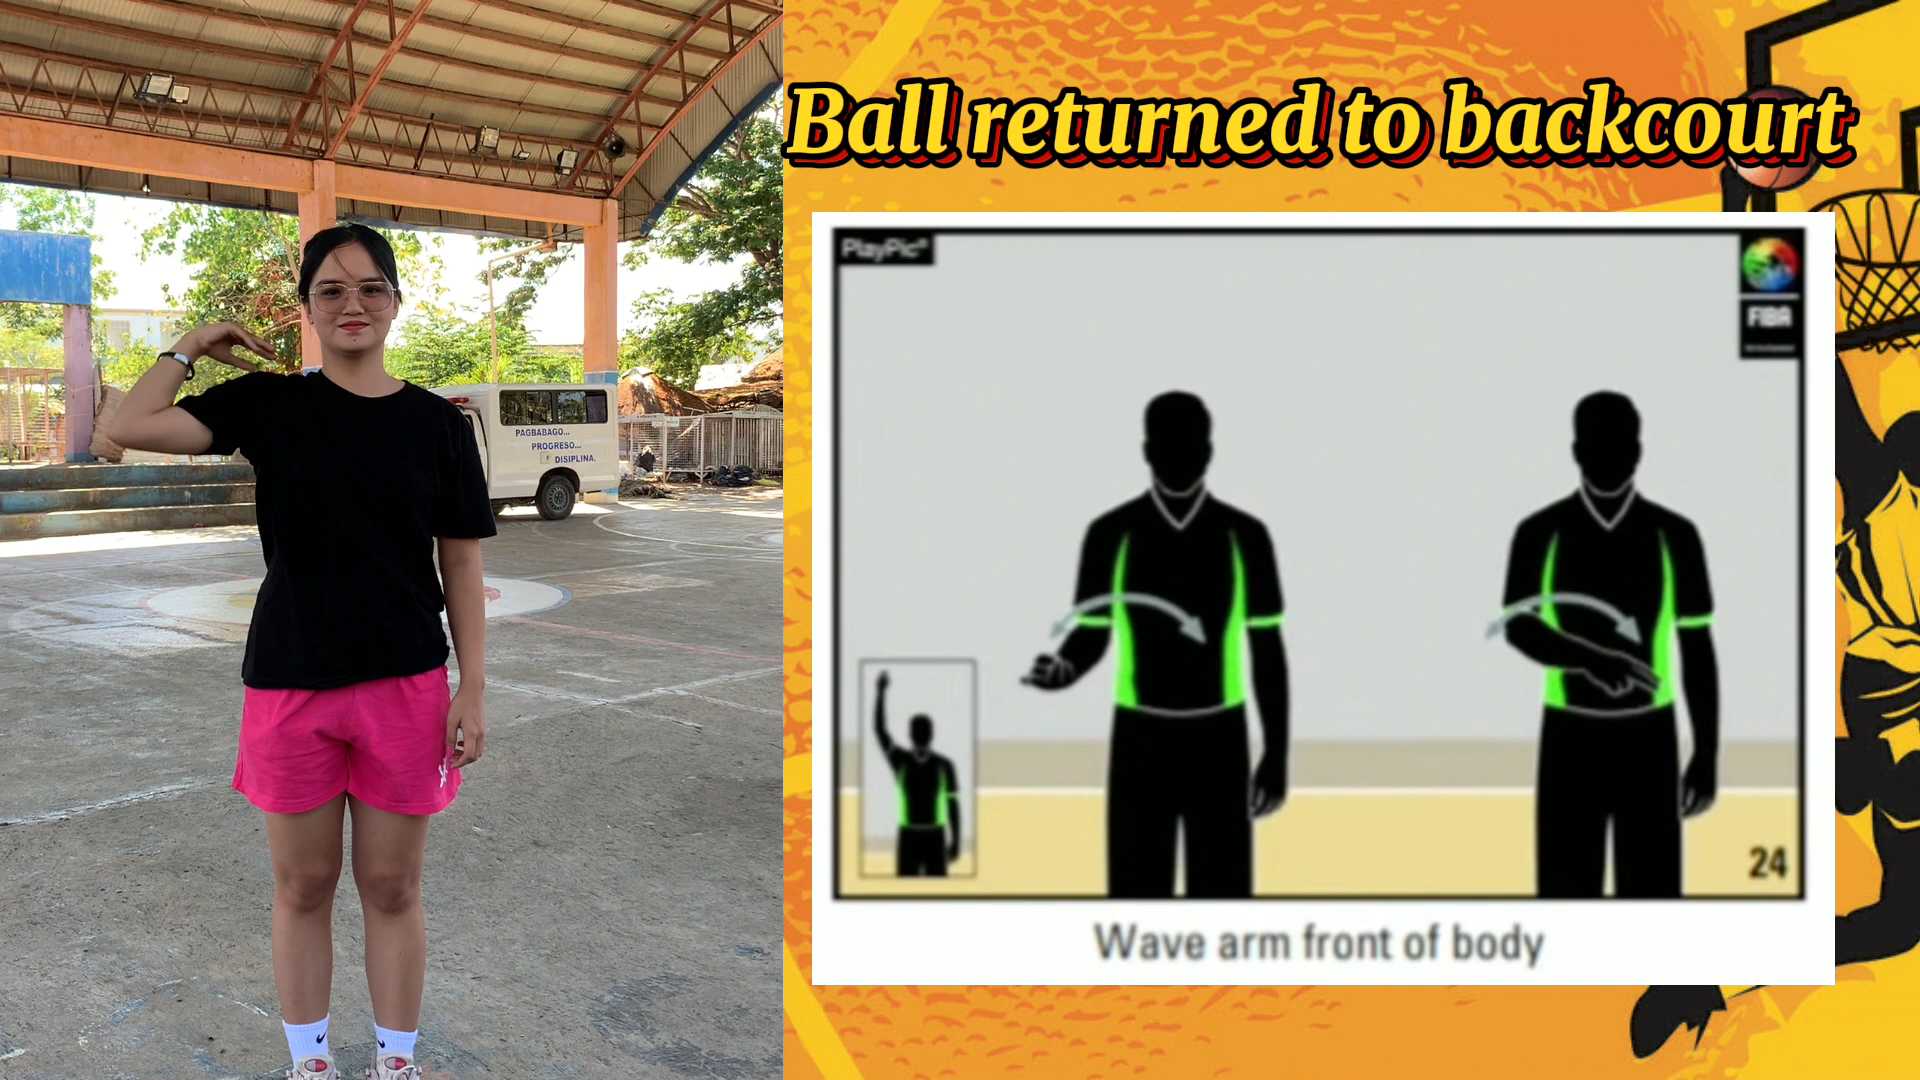 Ball returned to backcourt
PlayPic®
FIBA
PAGBABAGO...
PROGRESO...
DISIPLINA.
24
Wave arm front of body